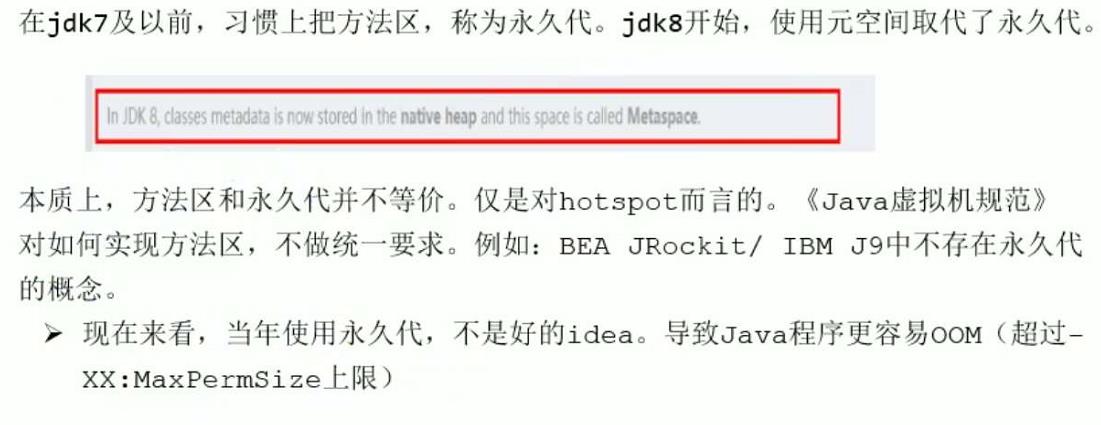 在jdk7及以前，习惯上把方法区，称为永久代。jdk8开始，使用元空间取代了永久代。
In JDK 8, classes metadata is now stored in the native heap and this space is called Metaspace.
本质上，方法区和永久代并不等价。仅是对hotspot而言的。《Java虚拟机规范》
对如何实现方法区，不做统一要求。例如：BEA JRockit/ IBM J9中不存在永久代
的概念。
➢ 现在来看，当年使用永久代，不是好的idea。导致Java程序更容易OOM（超过-
XX:MaxPermSize上限）